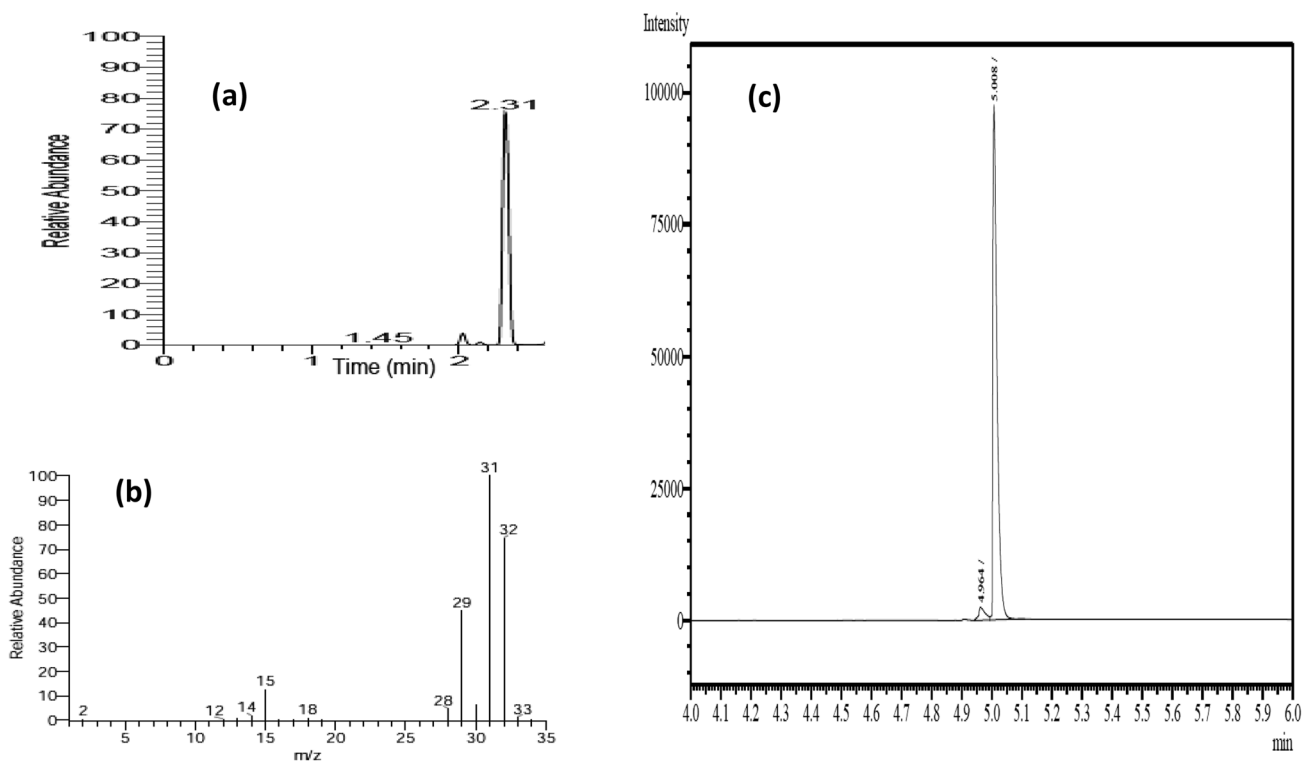 (a)
Relative Abundance
100
90
80
70
60
50
40
30
20
10
0
2.31
1.45
0 1 2
Time (min)
(b)
Relative Abundance
100
90
80
70
60
50
40
30
20
10
0
31
32
29
15
28
2 12 14 18 33
5 10 15 20 25 30 35
m/z
Intensity
(c)
100000
75000
50000
25000
0
5.008 /
4.964 /
4.0 4.1 4.2 4.3 4.4 4.5 4.6 4.7 4.8 4.9 5.0 5.1 5.2 5.3 5.4 5.5 5.6 5.7 5.8 5.9 6.0
min